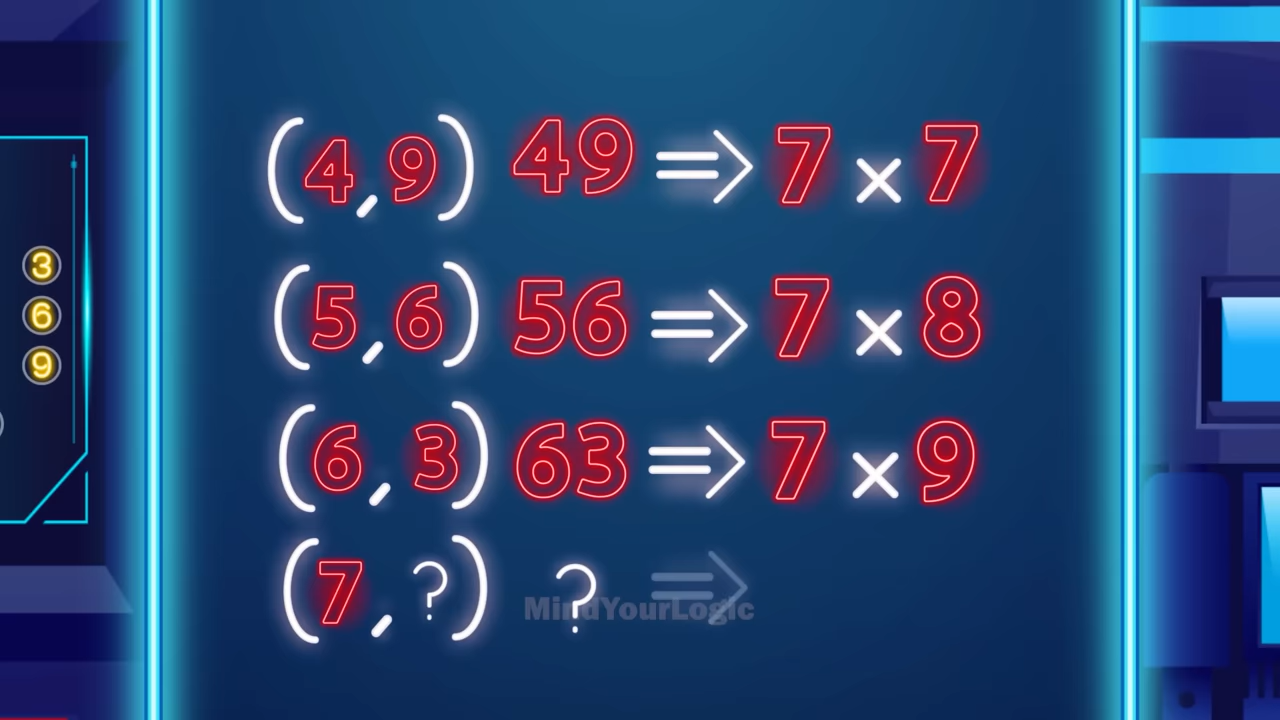 3
6
9
(4,9) 49 ⇒ 7 × 7
(5,6) 56 ⇒ 7 × 8
(6,3) 63 ⇒ 7 × 9
(7,?) ? ⇒
MindYourLogic